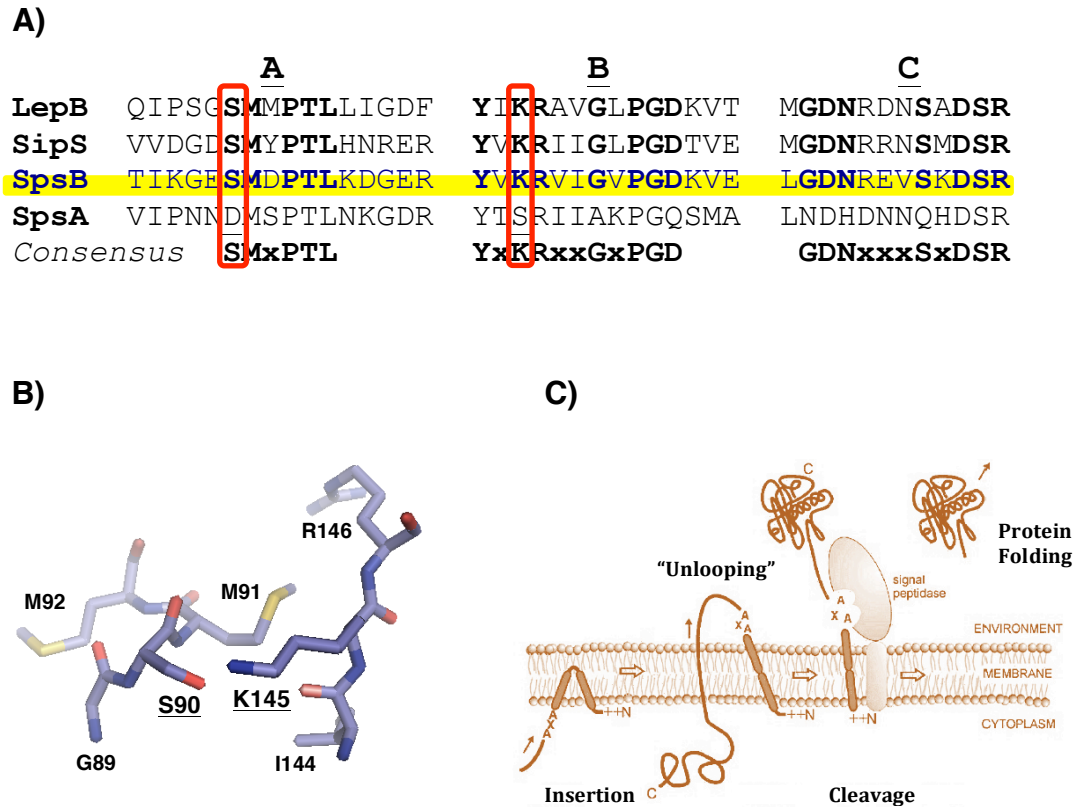 A)
A B C
LepB QIPSGSMMPTLLIGDF YIKRAVGLPGDKVT MGDNRDNSADSR
SipS VVDGDSMYPTLHNRER YVKRIIGLPGDTVE MGDNRRNSMDSR
SpsB TIKGESMDPTLKDGER YVKRVIGVPGDKVE LGDNREVSKDSR
SpsA VIPNNDMSPTLNKGDR YTSRIIAKPGQSMA LNDHDNNQHDSR
Consensus SMxPTL YxKRxxGxPGD GDNxxxSxDSR
B)
R146
M92
M91
S90
K145
G89
I144
C)
C
Protein
Folding
"Unlooping"
signal
peptidase
A
X
A
A
X A
ENVIRONMENT
MEMBRANE
++N
++N
++N
CYTOPLASM
A
X
A
C
Insertion
Cleavage